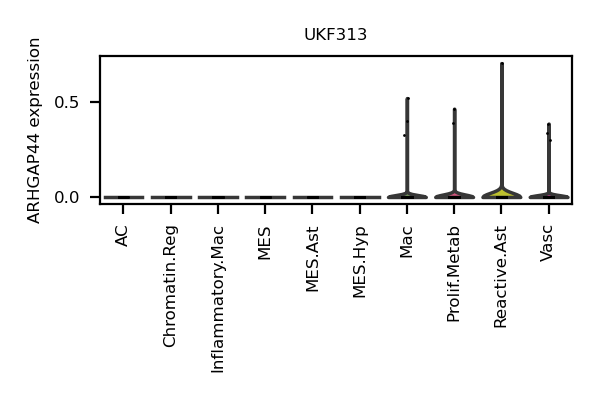 UKF313
ARHGAP44 expression
0.5
0.0
AC
Chromatin.Reg
Inflammatory.Mac
MES
MES.Ast
MES.Hyp
Mac
Prolif.Metab
Reactive.Ast
Vasc